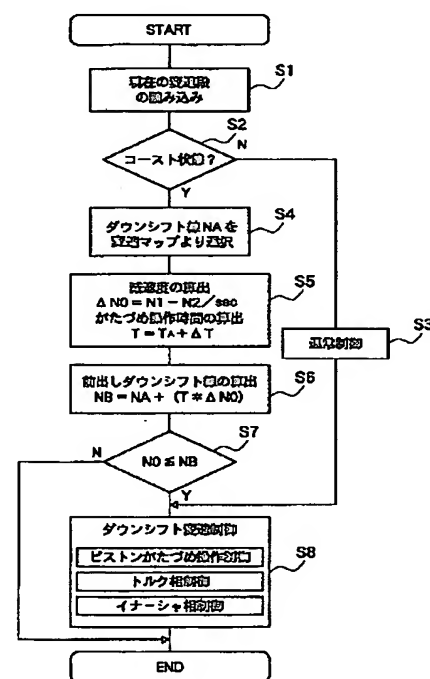 START
現在の変速段
の読み込み
S1
S2
コースト状態?
N
Y
ダウンシフト線NAを
変速マップより選択
S4
減速度の算出
ΔN0=N1-N2/sec
がたづめ操作時間の算出
T=TA+ΔT
S5
通常制御
S3
前出しダウンシフト線の算出
NB=NA+(T*ΔN0)
S6
S7
N
N0≦NB
Y
ダウンシフト変速制御
ピストンがたづめ操作制御
トルク相制御
イナーシャ相制御
S8
END